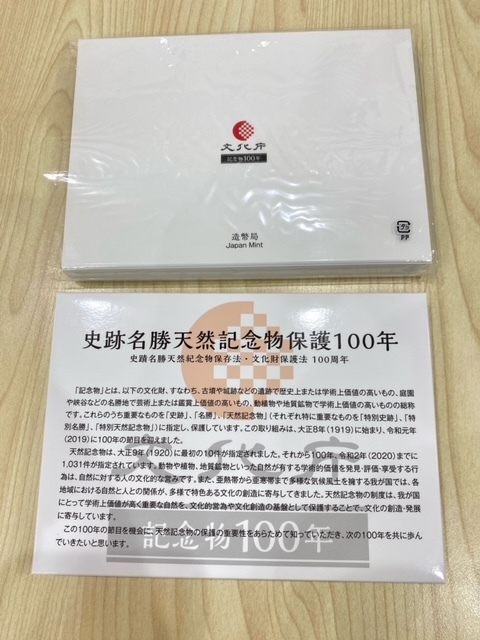 文化庁
記念物100年
造幣局
Japan Mint
プラ
PP
史跡名勝天然記念物保護100年
史蹟名勝天然紀念物保存法・文化財保護法 100周年
「記念物」とは、以下の文化財、すなわち、古墳や城跡などの遺跡で歴史上または学術上価値の高いもの、庭園
や峡谷などの名勝地で芸術上または鑑賞上価値の高いもの、動植物や地質鉱物で学術上価値の高いものの総称
です。これらのうち重要なものを「史跡」、「名勝」、「天然記念物」(それぞれ特に重要なものを「特別史跡」、「特
別名勝」、「特別天然記念物」)に指定し、保護しています。この取り組みは、大正8年(1919)に始まり、令和元年
(2019)に100年の節目を迎えました。
天然記念物は、大正9年(1920)に最初の10件が指定されました。それから100年、令和2年(2020)までに
1,031件が指定されています。動物や植物、地質鉱物といった自然が有する学術的価値を発見・評価・享受する行
為は、自然に対する人の文化的な営みです。また、亜熱帯から亜寒帯まで多様な気候風土を擁する我が国では、各
地域における自然と人との関係が、多様で特色ある文化の創造に寄与してきました。天然記念物の制度は、我が国
にとって学術上価値が高く重要な自然を、文化的営為や文化の基盤として保護することで、文化の創造・発展
に寄与しています。
この100年の節目を機会に、天然記念物の保護の重要性をあらためて知っていただき、次の100年を共に歩ん
でいきたいと思います。
文化庁
記念物100年